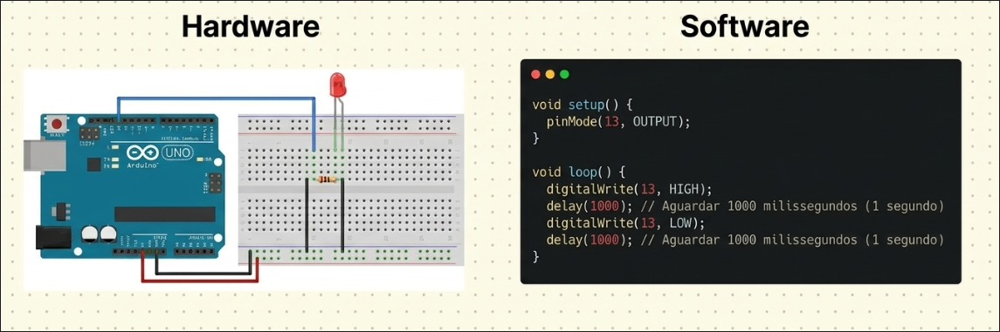 Hardware
Software
UNO
Arduino
void setup() {
pinMode(13, OUTPUT);
}
void loop() {
digitalWrite(13, HIGH);
delay(1000); // Aguardar 1000 milissegundos (1 segundo)
digitalWrite(13, LOW);
delay(1000); // Aguardar 1000 milissegundos (1 segundo)
}